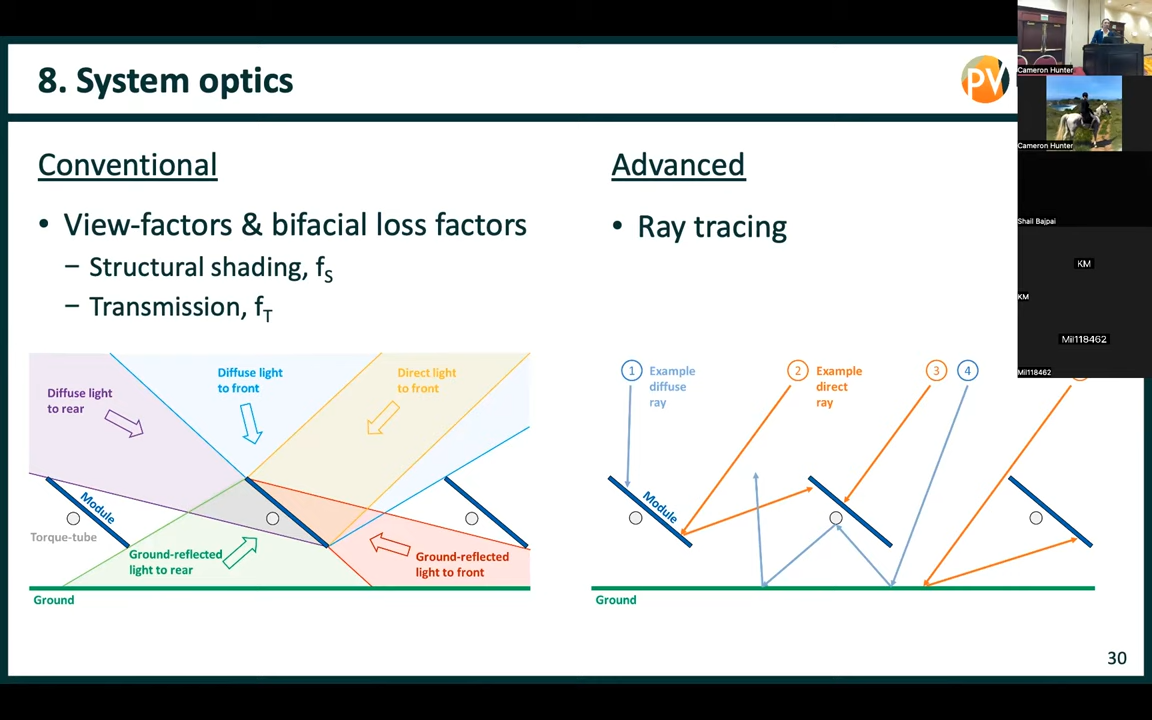 8. System optics
PV
Conventional
• View-factors & bifacial loss factors
– Structural shading, fS
– Transmission, fT
Diffuse light
to rear
Diffuse light
to front
Direct light
to front
Module
Torque-tube
Ground-reflected
light to rear
Ground-reflected
light to front
Ground
Advanced
• Ray tracing
1 Example
diffuse
ray
2 Example
direct
ray
3
4
Module
Ground
30
Cameron Hunter
Cameron Hunter
Shail Bajpai
KM
KM
Mil118462
Mil118462